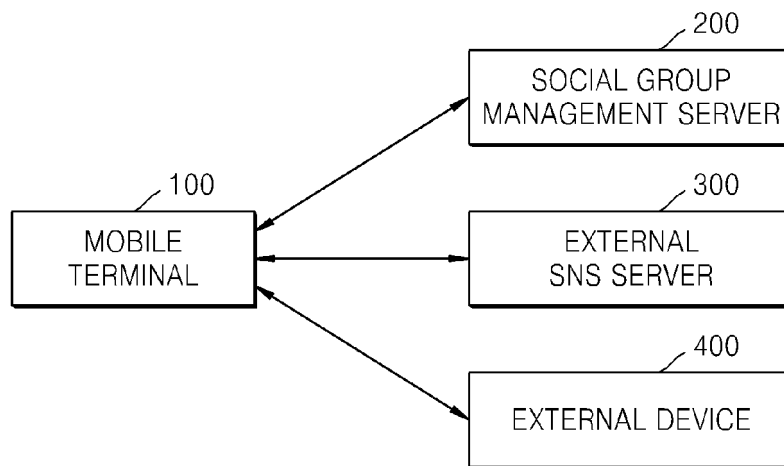 200
SOCIAL GROUP
MANAGEMENT SERVER
100
MOBILE
TERMINAL
300
EXTERNAL
SNS SERVER
400
EXTERNAL DEVICE